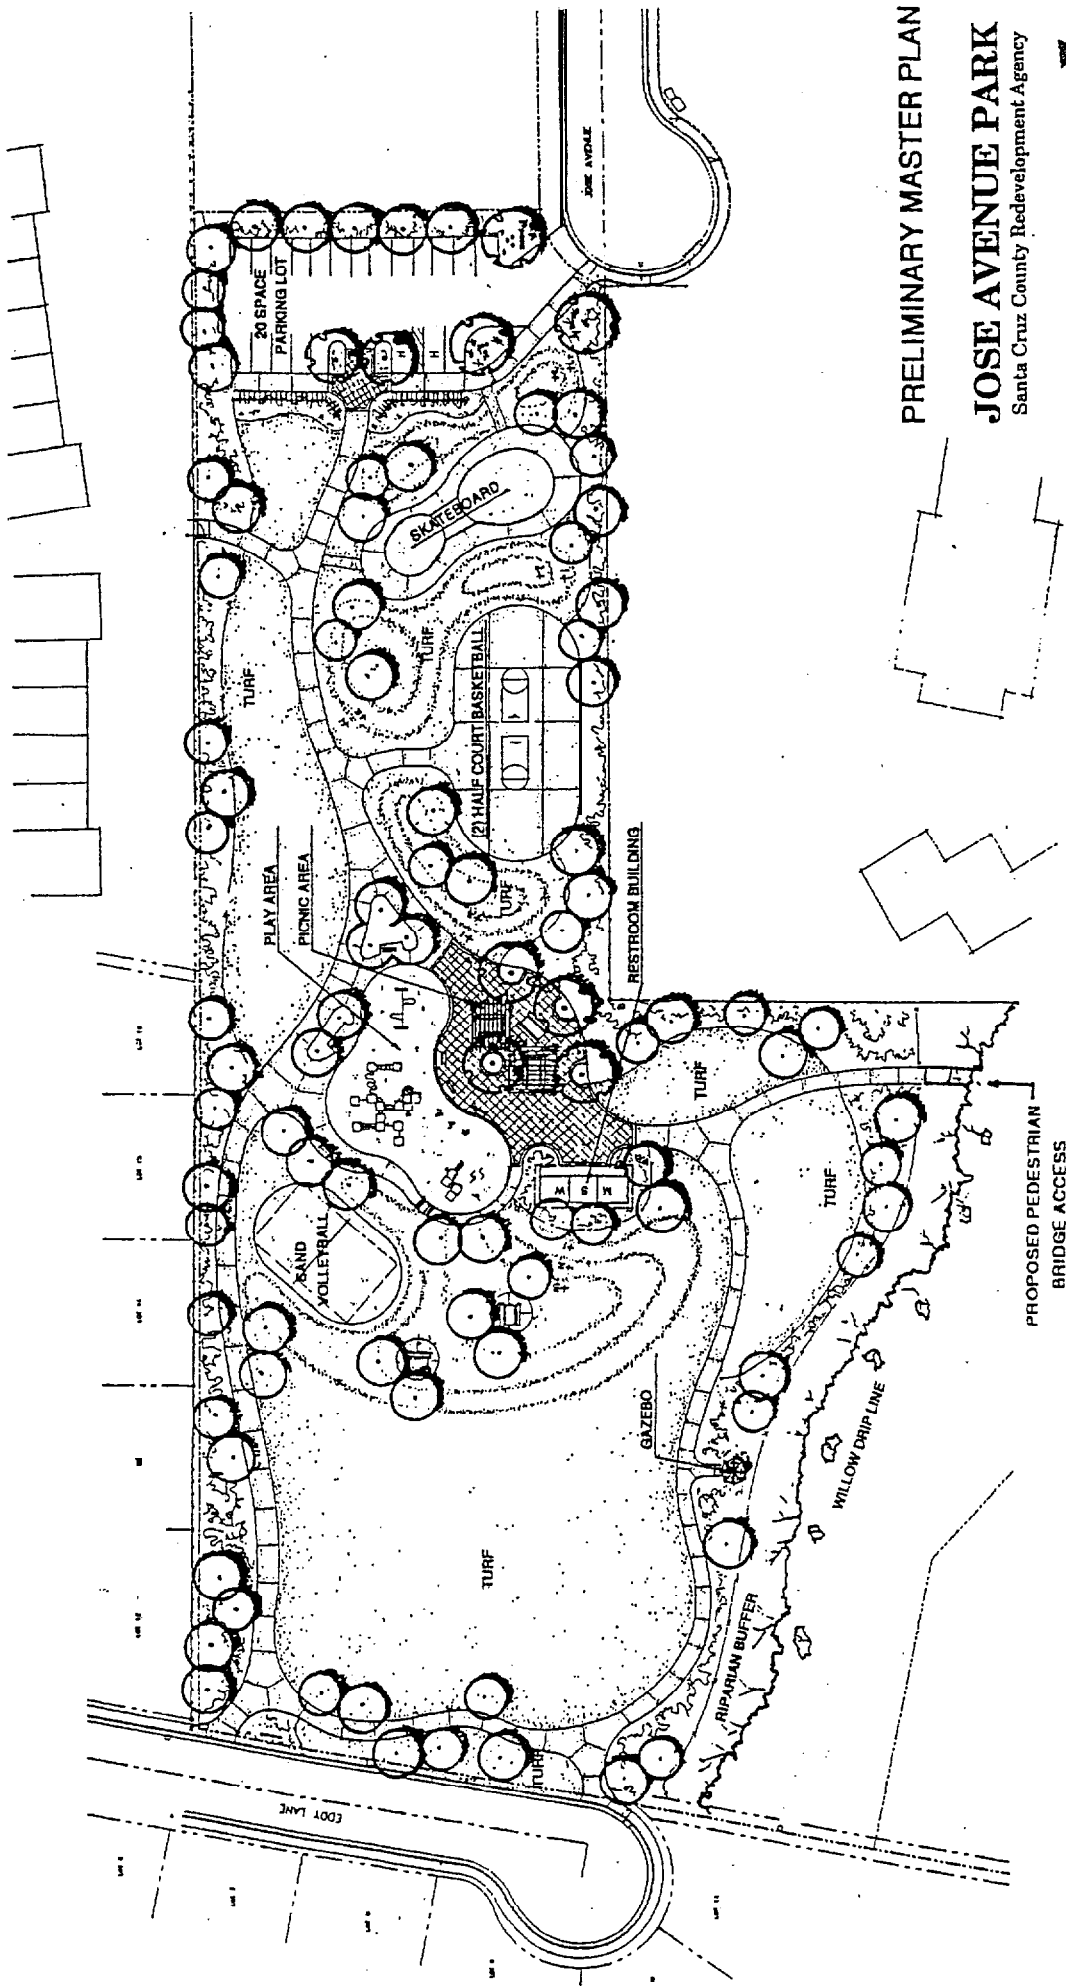 PRELIMINARY MASTER PLAN
JOSE AVENUE PARK
Santa Cruz County Redevelopment Agency
JOSE AVENUE
20 SPACE
PARKING LOT
SKATEBOARD
TURF
TURF
(2) HALF COURT BASKETBALL
TURF
PLAY AREA
PICNIC AREA
RESTROOM BUILDING
TURF
TURF
M S W
SAND
VOLLEYBALL
GAZEBO
TURF
TURF
WILLOW DRIP LINE
RIPARIAN BUFFER
PROPOSED PEDESTRIAN
BRIDGE ACCESS
EDDY LANE
H
H